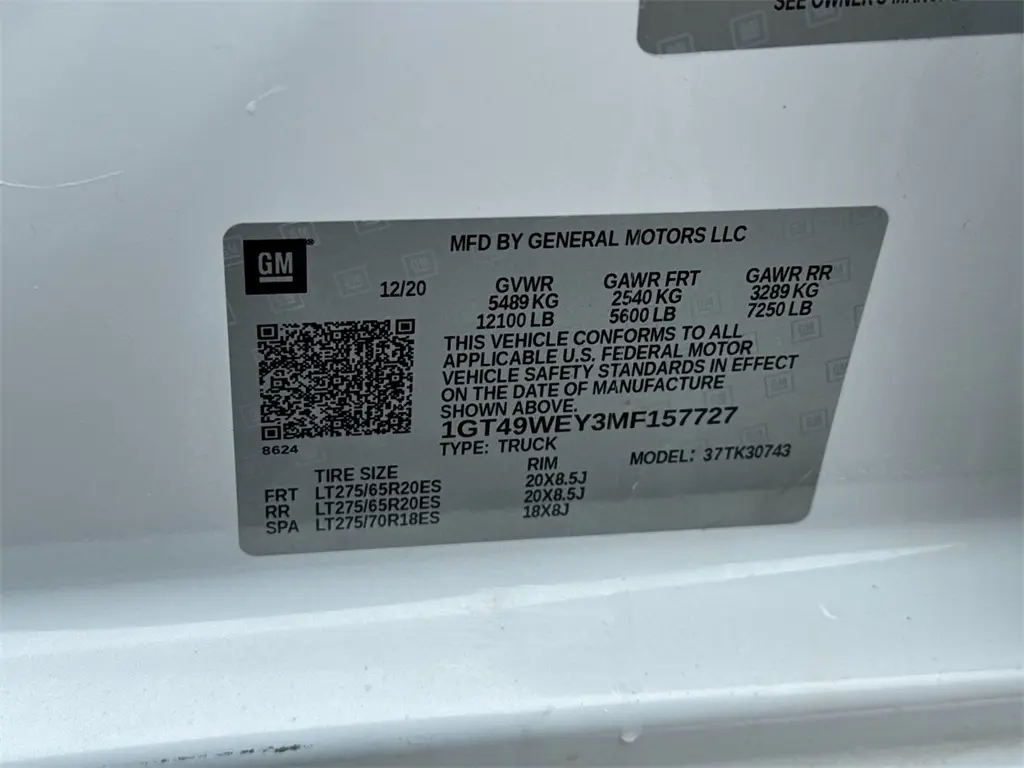 SEE OWNER'S MANUAL
GM
MFD BY GENERAL MOTORS LLC
12/20
GVWR GAWR FRT GAWR RR
5489 KG 2540 KG 3289 KG
12100 LB 5600 LB 7250 LB
THIS VEHICLE CONFORMS TO ALL
APPLICABLE U.S. FEDERAL MOTOR
VEHICLE SAFETY STANDARDS IN EFFECT
ON THE DATE OF MANUFACTURE
SHOWN ABOVE.
1GT49WEY3MF157727
TYPE: TRUCK MODEL: 37TK30743
8624
TIRE SIZE RIM
FRT LT275/65R20ES 20X8.5J
RR LT275/65R20ES 20X8.5J
SPA LT275/70R18ES 18X8J